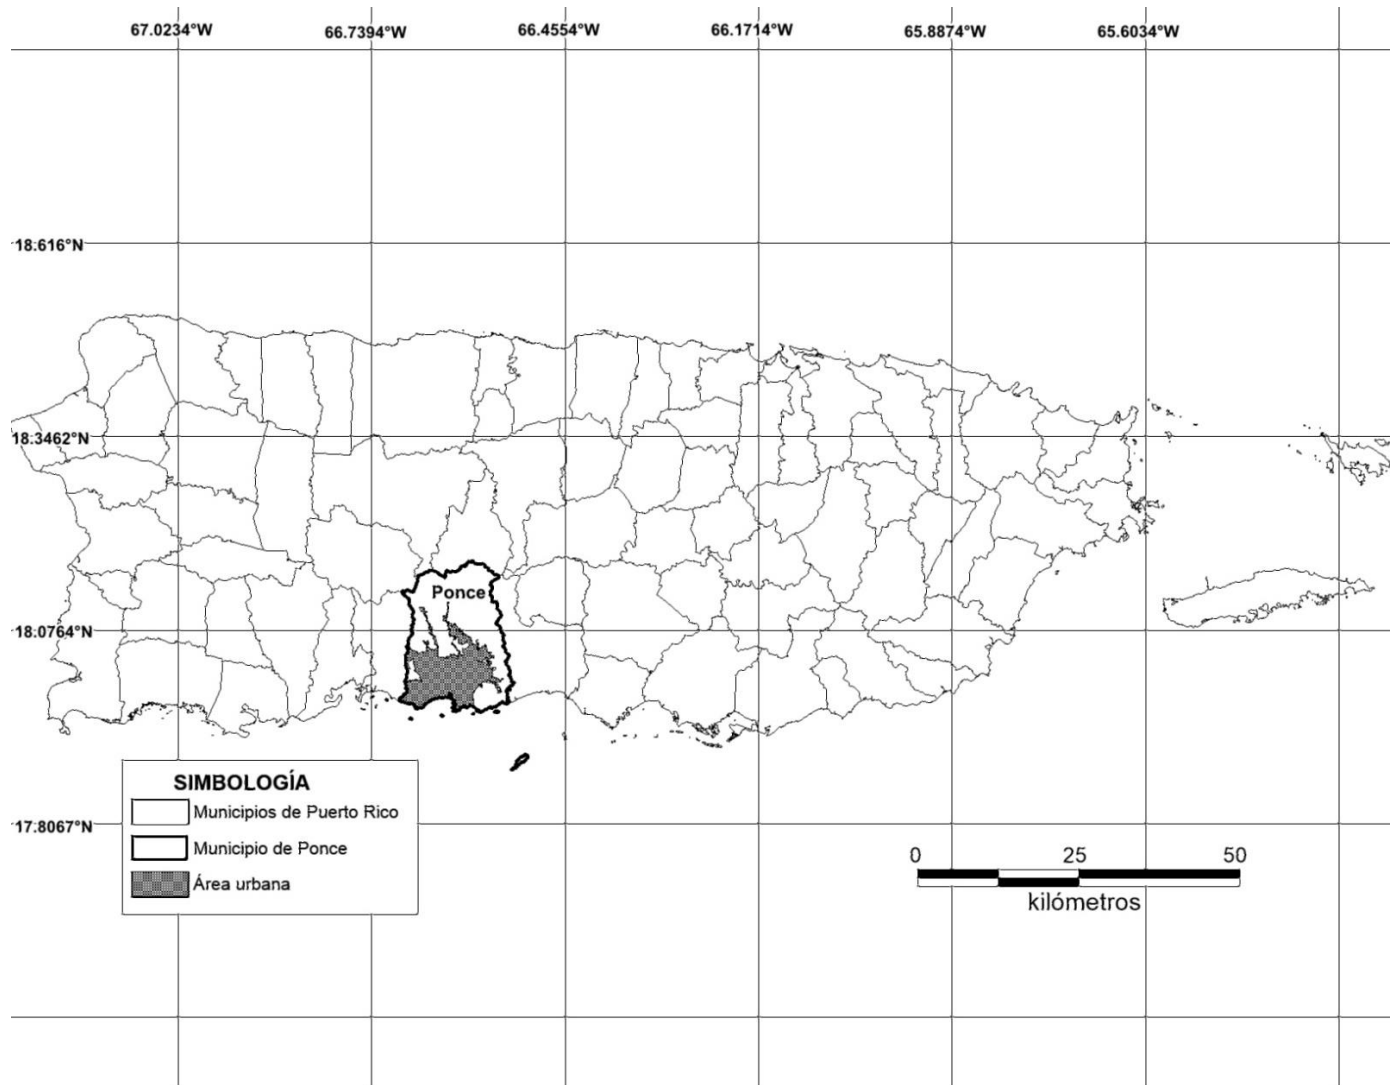 67.0234°W 66.7394°W 66.4554°W 66.1714°W 65.8874°W 65.6034°W
18.616°N
18.3462°N
Ponce
18.0764°N
SIMBOLOGÍA
Municipios de Puerto Rico
17.8067°N
Municipio de Ponce
0 25 50
Área urbana
kilómetros